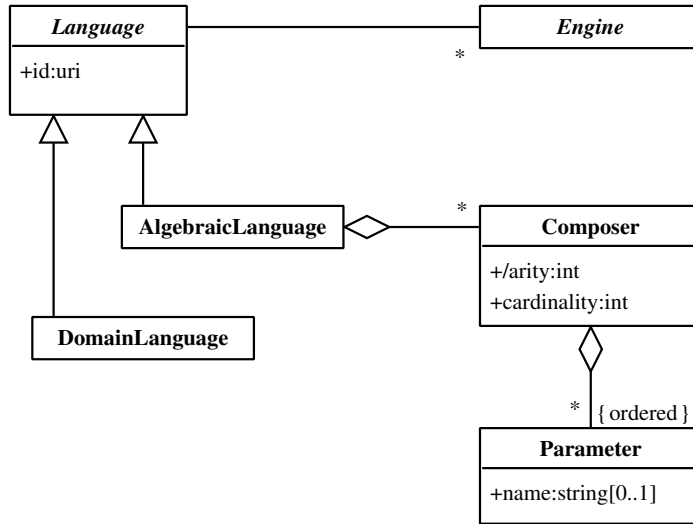 Language
Engine
+id:uri
*
AlgebraicLanguage
*
Composer
+/arity:int
+cardinality:int
DomainLanguage
*
{ ordered }
Parameter
+name:string[0..1]